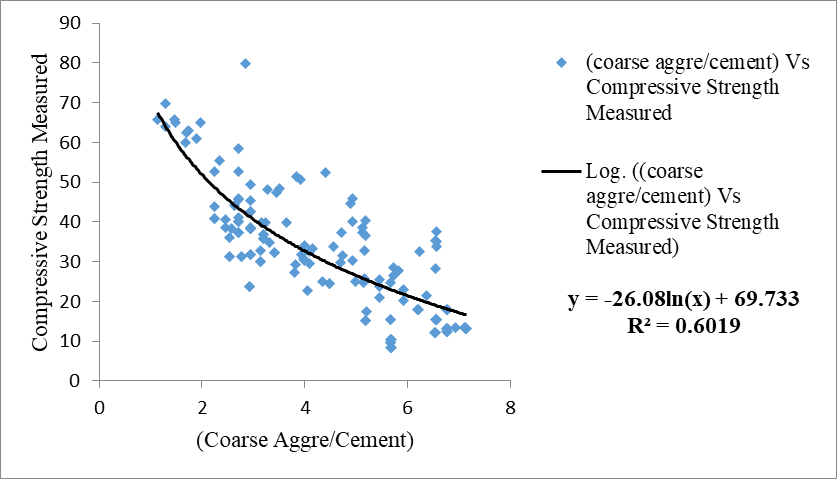 90
80
70
60
50
40
30
20
10
0
Compressive Strength Measured
0 2 4 6 8
(Coarse Aggre/Cement)
(coarse aggre/cement) Vs
Compressive Strength
Measured
Log. ((coarse
aggre/cement) Vs
Compressive Strength
Measured)
y = -26.08ln(x) + 69.733
R² = 0.6019